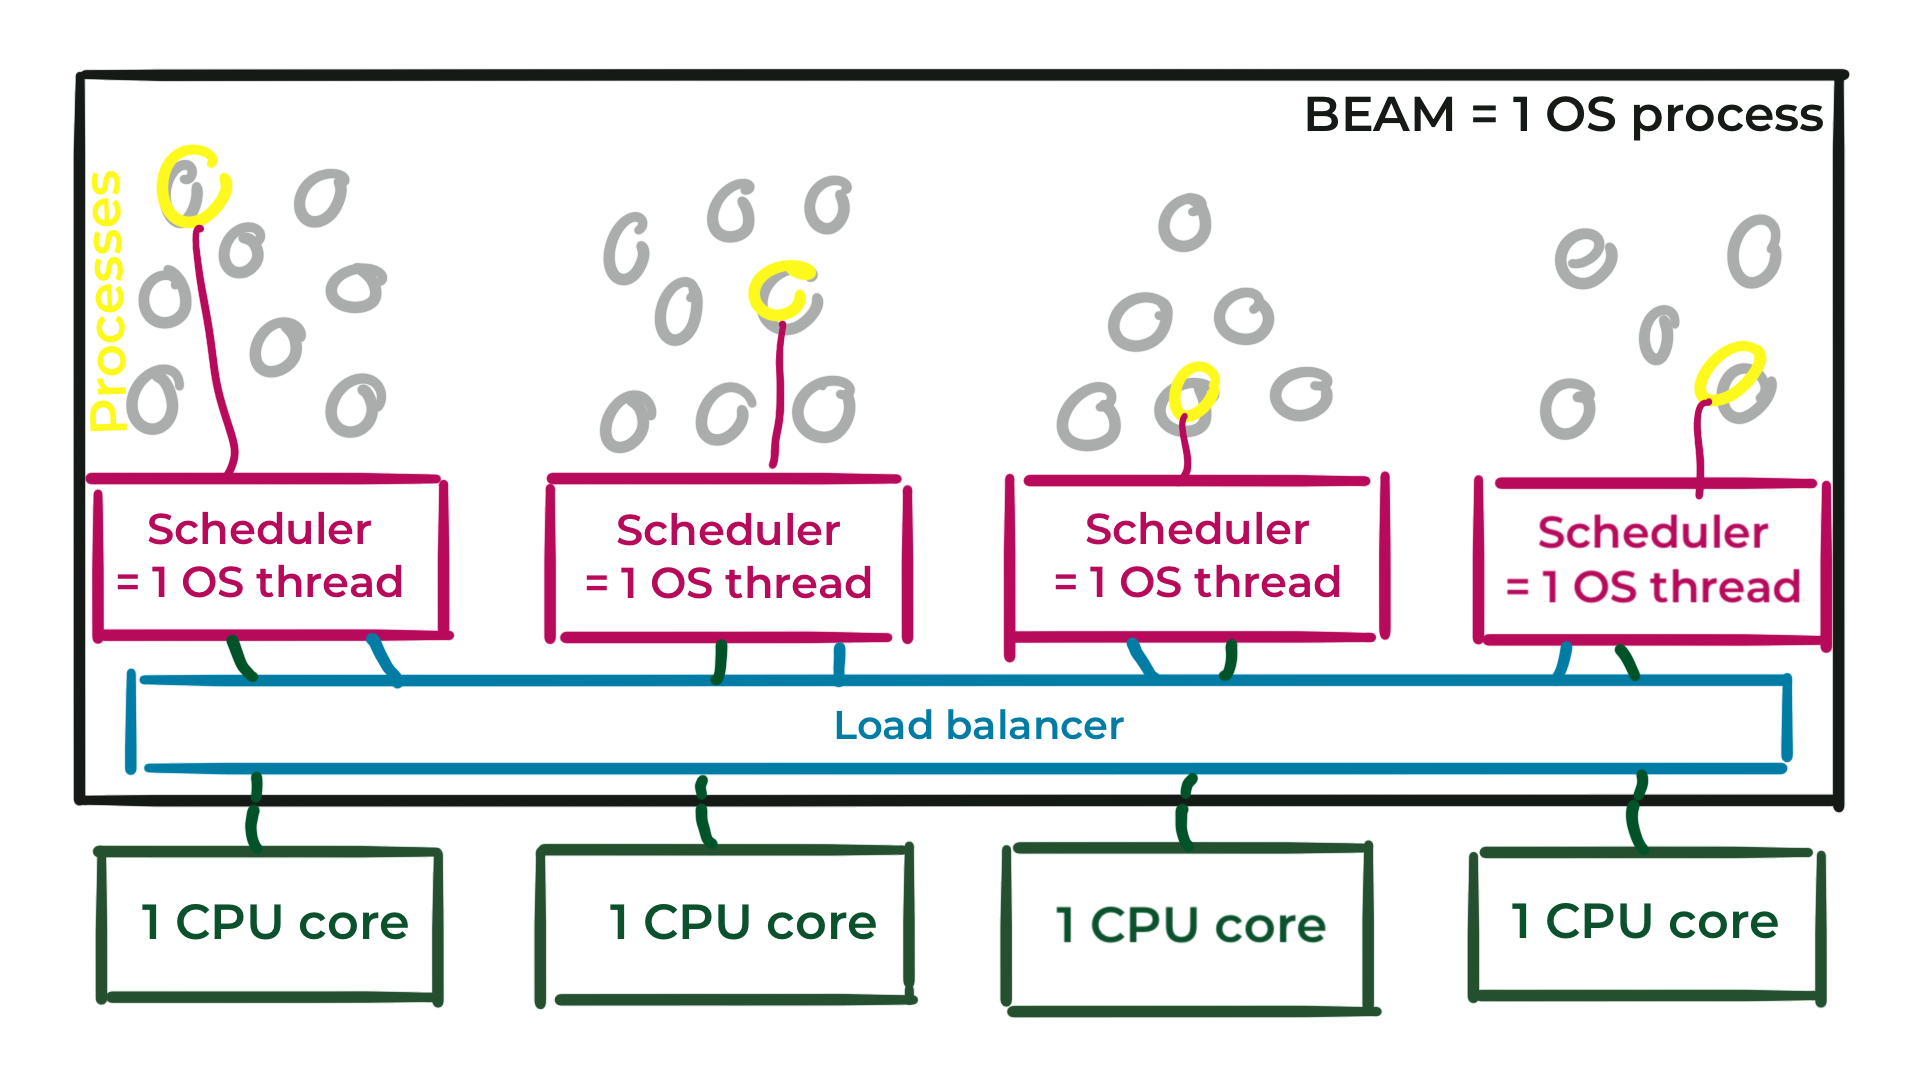 BEAM = 1 OS process
Processes
Scheduler
= 1 OS thread
Scheduler
= 1 OS thread
Scheduler
= 1 OS thread
Scheduler
= 1 OS thread
Load balancer
1 CPU core
1 CPU core
1 CPU core
1 CPU core